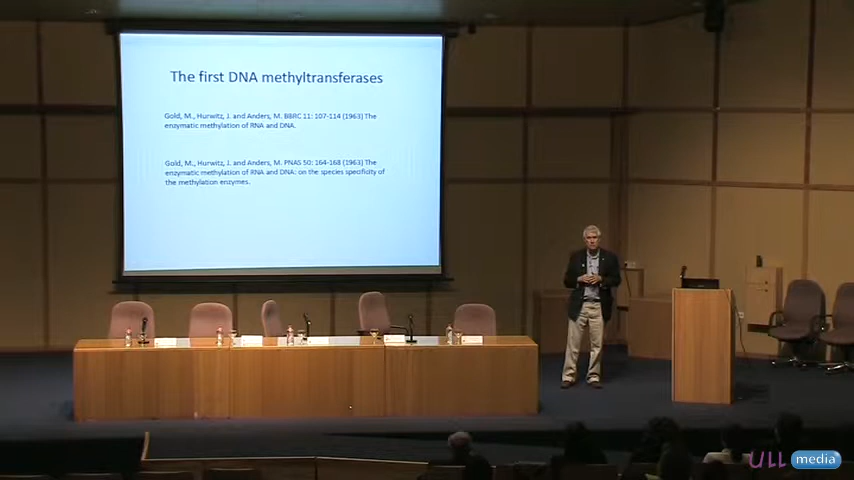 The first DNA methyltransferases
Gold, M., Hurwitz, J. and Anders, M. BBRC 11: 107-114 (1963) The
enzymatic methylation of RNA and DNA.
Gold, M., Hurwitz, J. and Anders, M. PNAS 50: 164-168 (1963) The
enzymatic methylation of RNA and DNA: on the species specificity of
the methylation enzymes.
ULL media